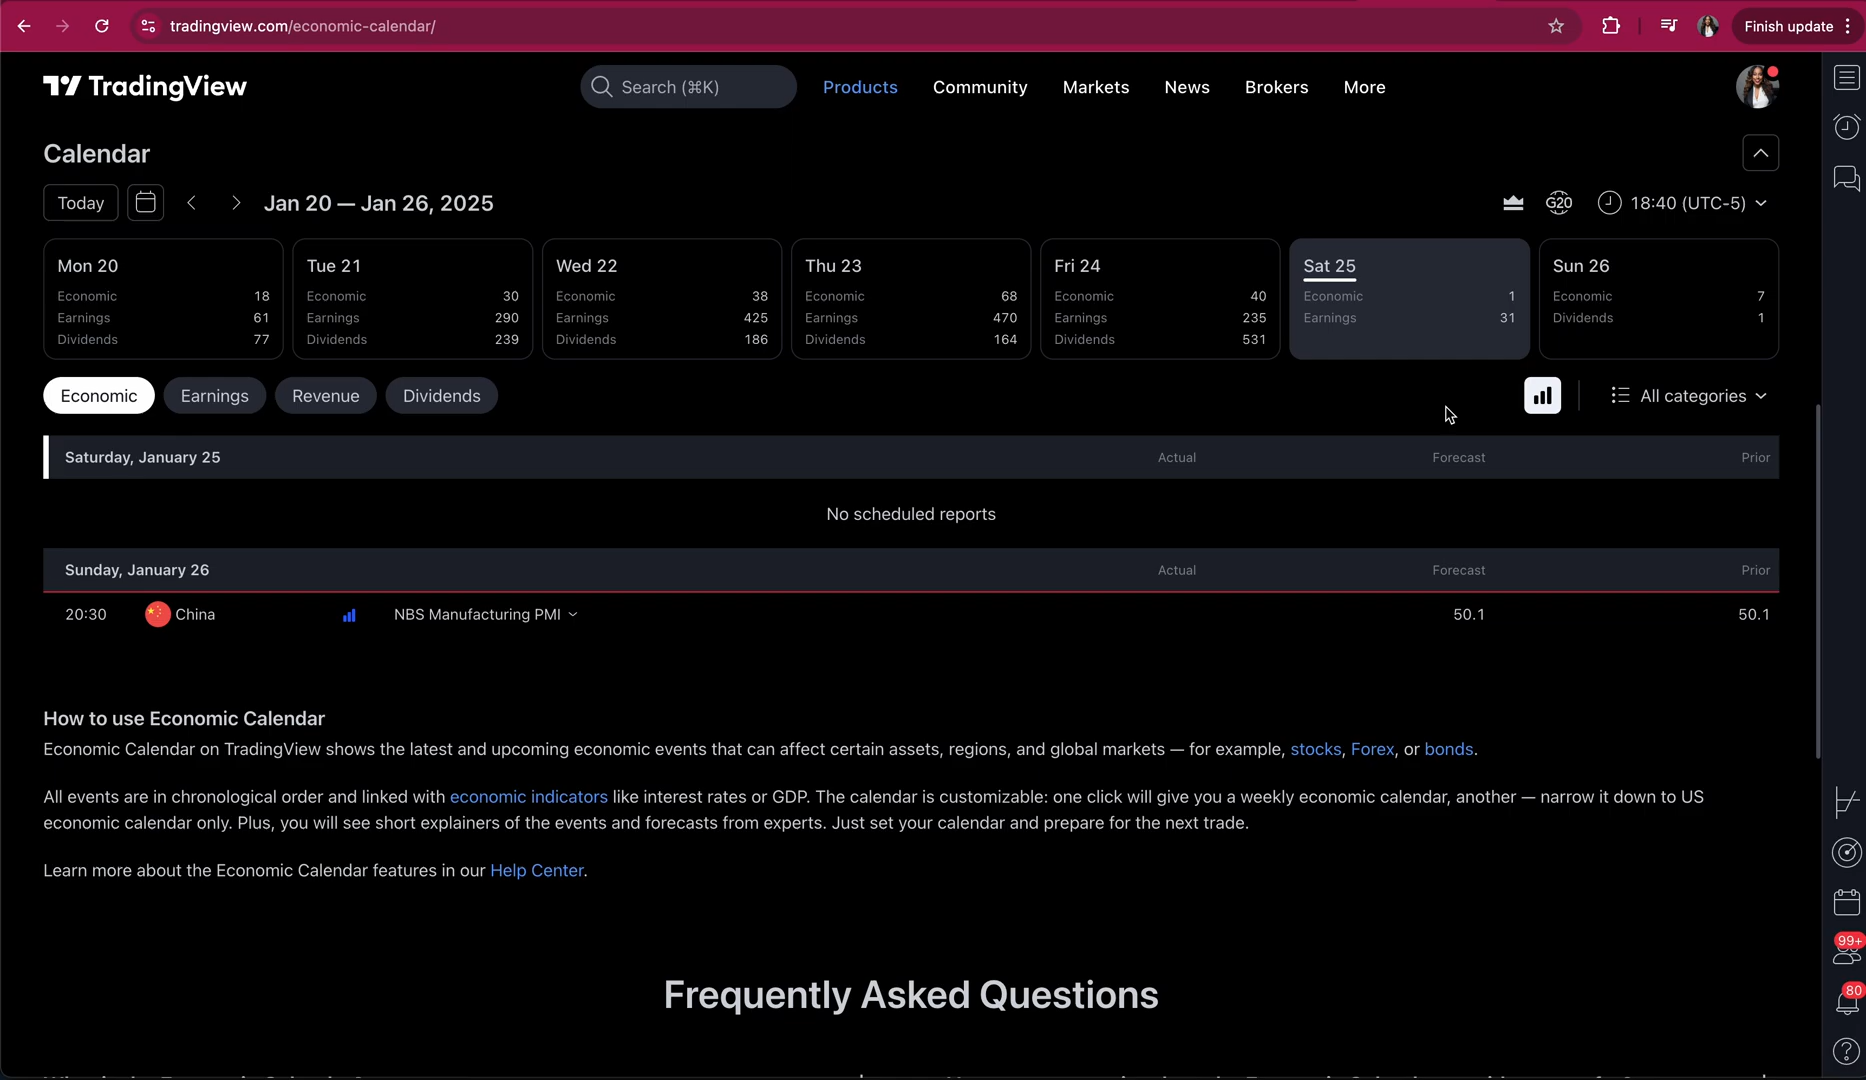 tradingview.com/economic-calendar/
Finish update
TradingView
Search (⌘K)
Products
Community
Markets
News
Brokers
More
Calendar
Today
Jan 20 — Jan 26, 2025
G20
18:40 (UTC-5)
Mon 20
Economic 18
Earnings 61
Dividends 77
Tue 21
Economic 30
Earnings 290
Dividends 239
Wed 22
Economic 38
Earnings 425
Dividends 186
Thu 23
Economic 68
Earnings 470
Dividends 164
Fri 24
Economic 40
Earnings 235
Dividends 531
Sat 25
Economic 1
Earnings 31
Sun 26
Economic 7
Dividends 1
Economic
Earnings
Revenue
Dividends
All categories
Saturday, January 25 Actual Forecast Prior
No scheduled reports
Sunday, January 26 Actual Forecast Prior
20:30 China NBS Manufacturing PMI 50.1 50.1
How to use Economic Calendar
Economic Calendar on TradingView shows the latest and upcoming economic events that can affect certain assets, regions, and global markets — for example, stocks, Forex, or bonds.
All events are in chronological order and linked with economic indicators like interest rates or GDP. The calendar is customizable: one click will give you a weekly economic calendar, another — narrow it down to US
economic calendar only. Plus, you will see short explainers of the events and forecasts from experts. Just set your calendar and prepare for the next trade.
Learn more about the Economic Calendar features in our Help Center.
99+
80
Frequently Asked Questions